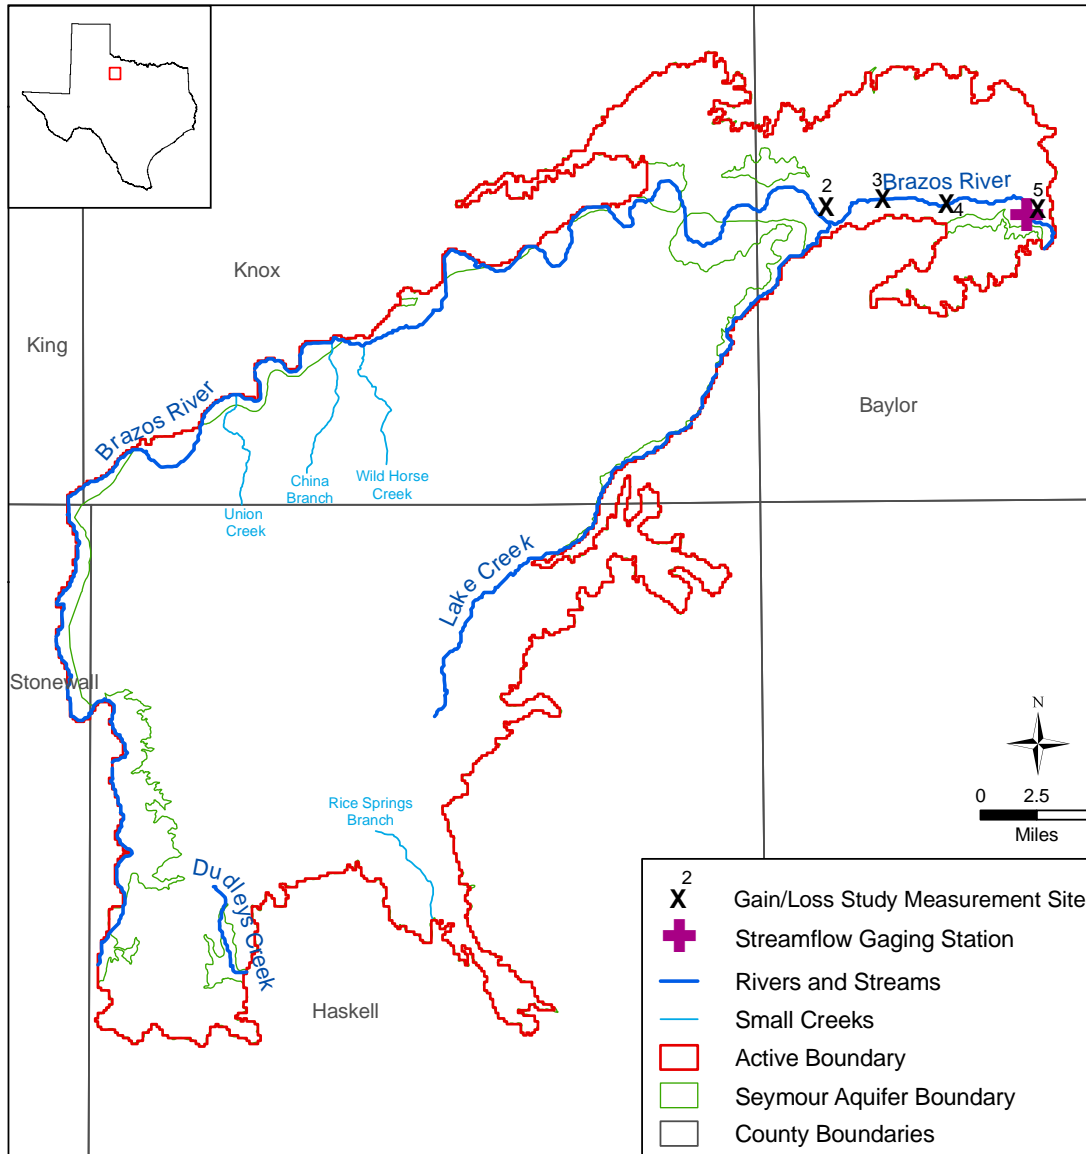 2
3
Brazos River
4
5
Knox
King
Baylor
Brazos River
China
Branch
Wild Horse
Creek
Union
Creek
Lake Creek
Stonewall
N
0 2.5
Miles
Rice Springs
Branch
Dudleys Creek
Haskell
2
X Gain/Loss Study Measurement Site
Streamflow Gaging Station
Rivers and Streams
Small Creeks
Active Boundary
Seymour Aquifer Boundary
County Boundaries